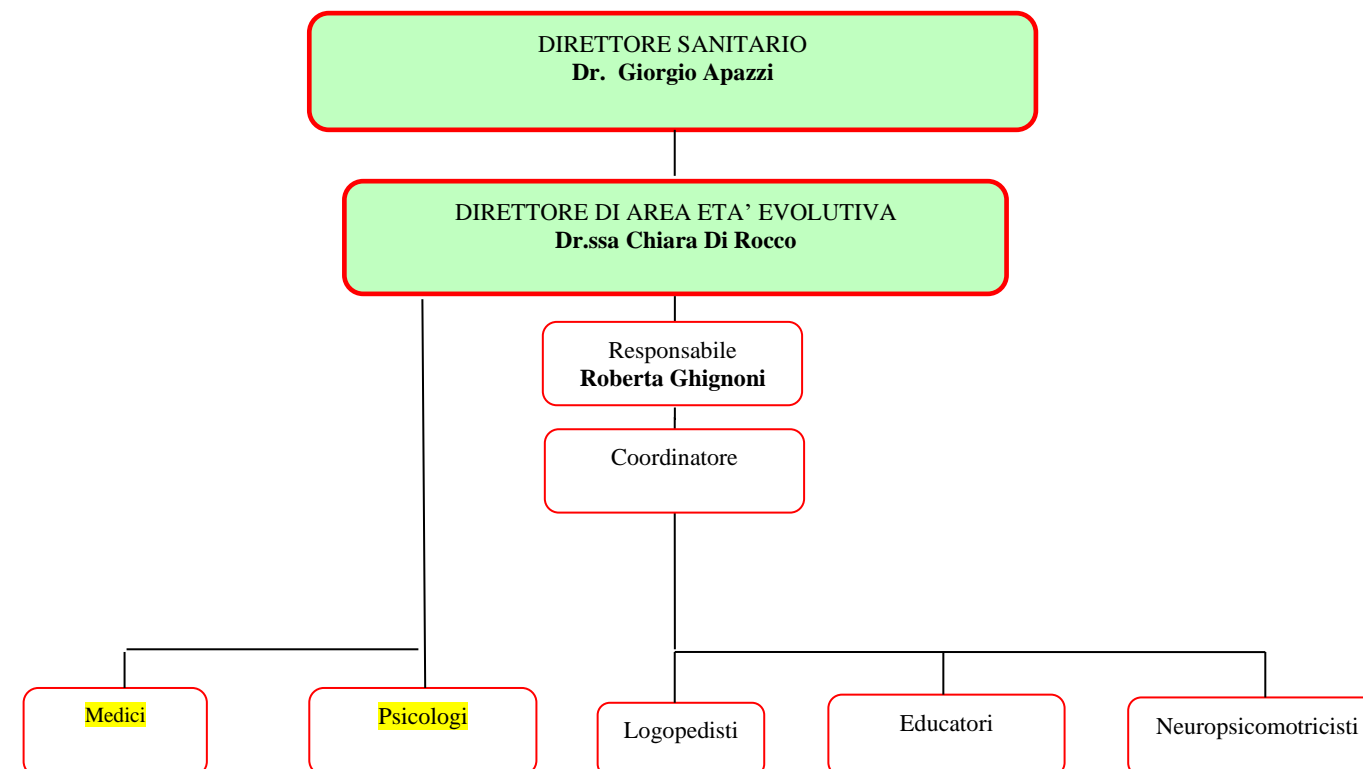 DIRETTORE SANITARIO
Dr. Giorgio Apazzi
DIRETTORE DI AREA ETA’ EVOLUTIVA
Dr.ssa Chiara Di Rocco
Responsabile
Roberta Ghignoni
Coordinatore
Medici
Psicologi
Logopedisti
Educatori
Neuropsicomotricisti